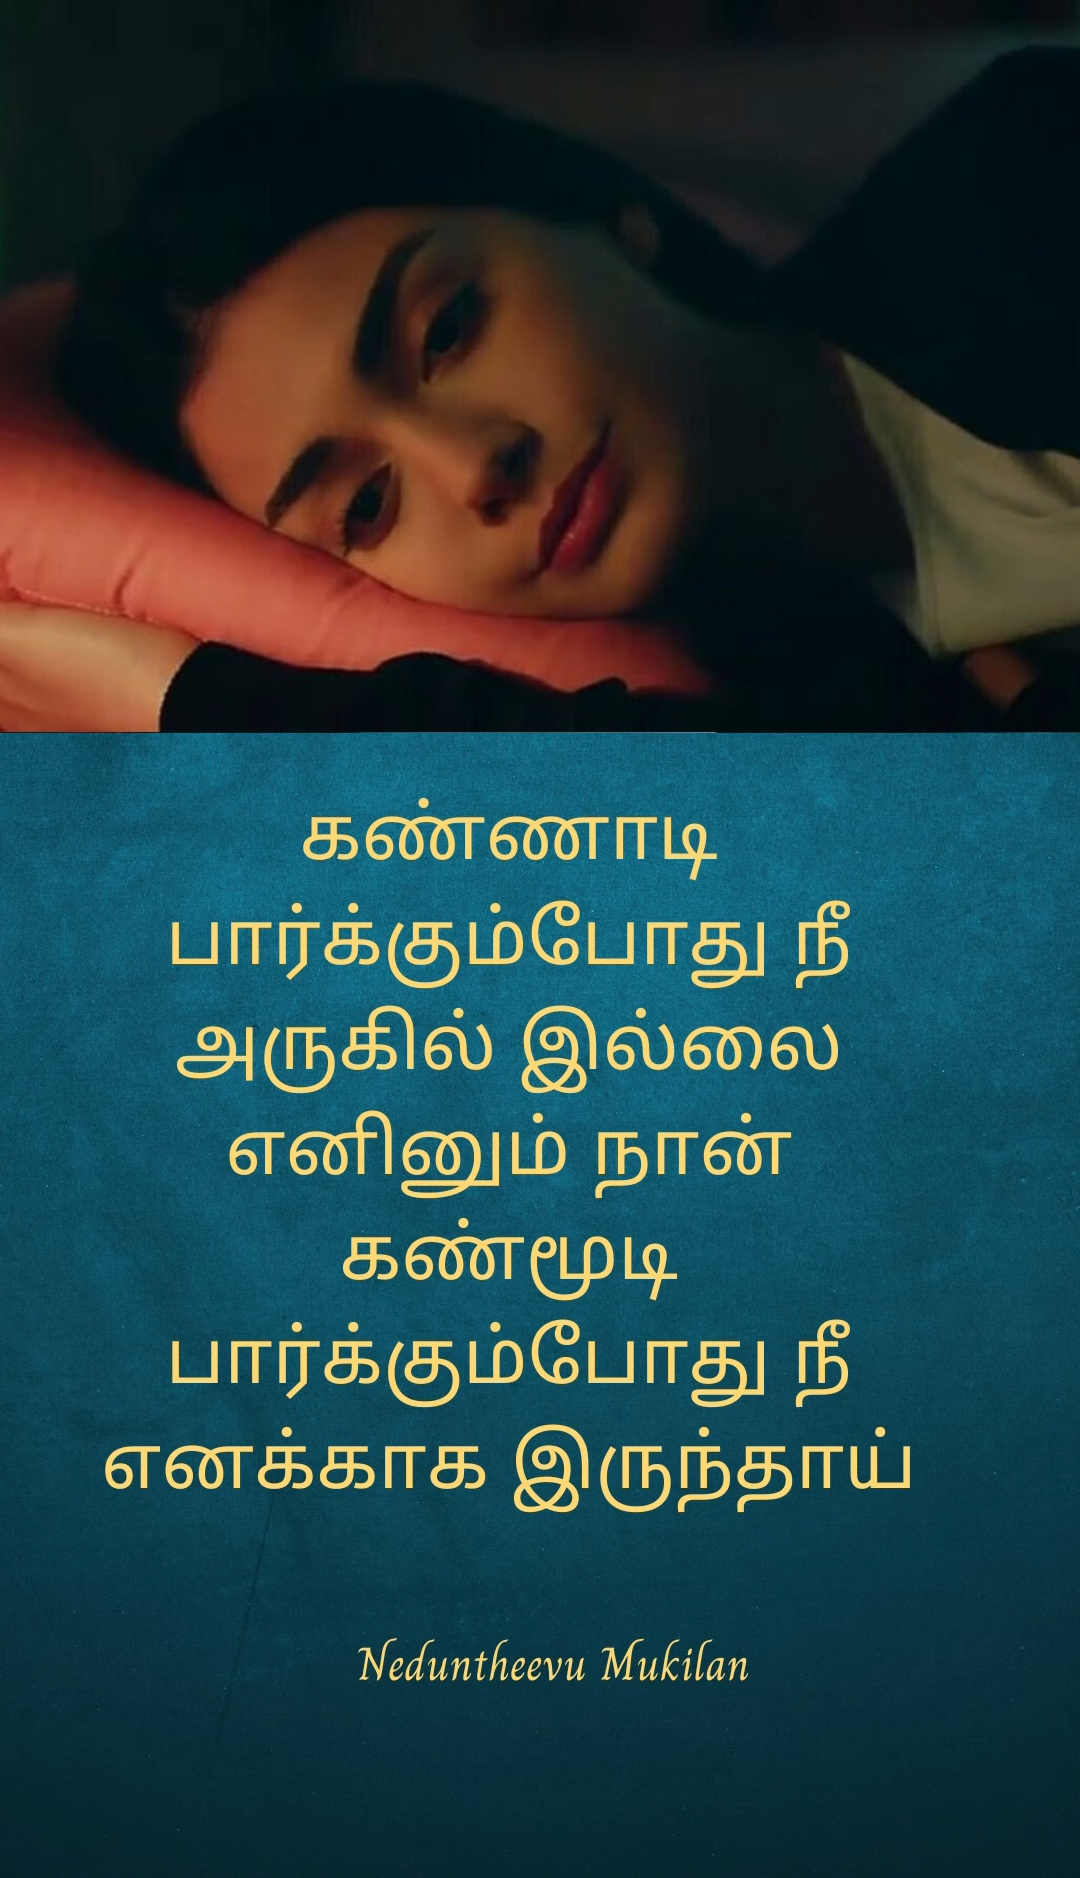 கண்ணாடி
பார்க்கும்போது நீ
அருகில் இல்லை
எனினும் நான்
கண்மூடி
பார்க்கும்போது நீ
எனக்காக இருந்தாய்
Neduntheevu Mukilan